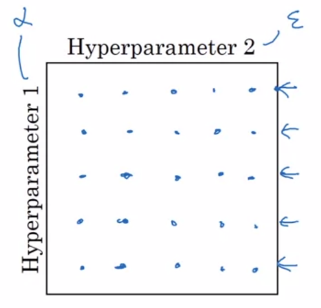 α
ε
Hyperparameter 2
Hyperparameter 1